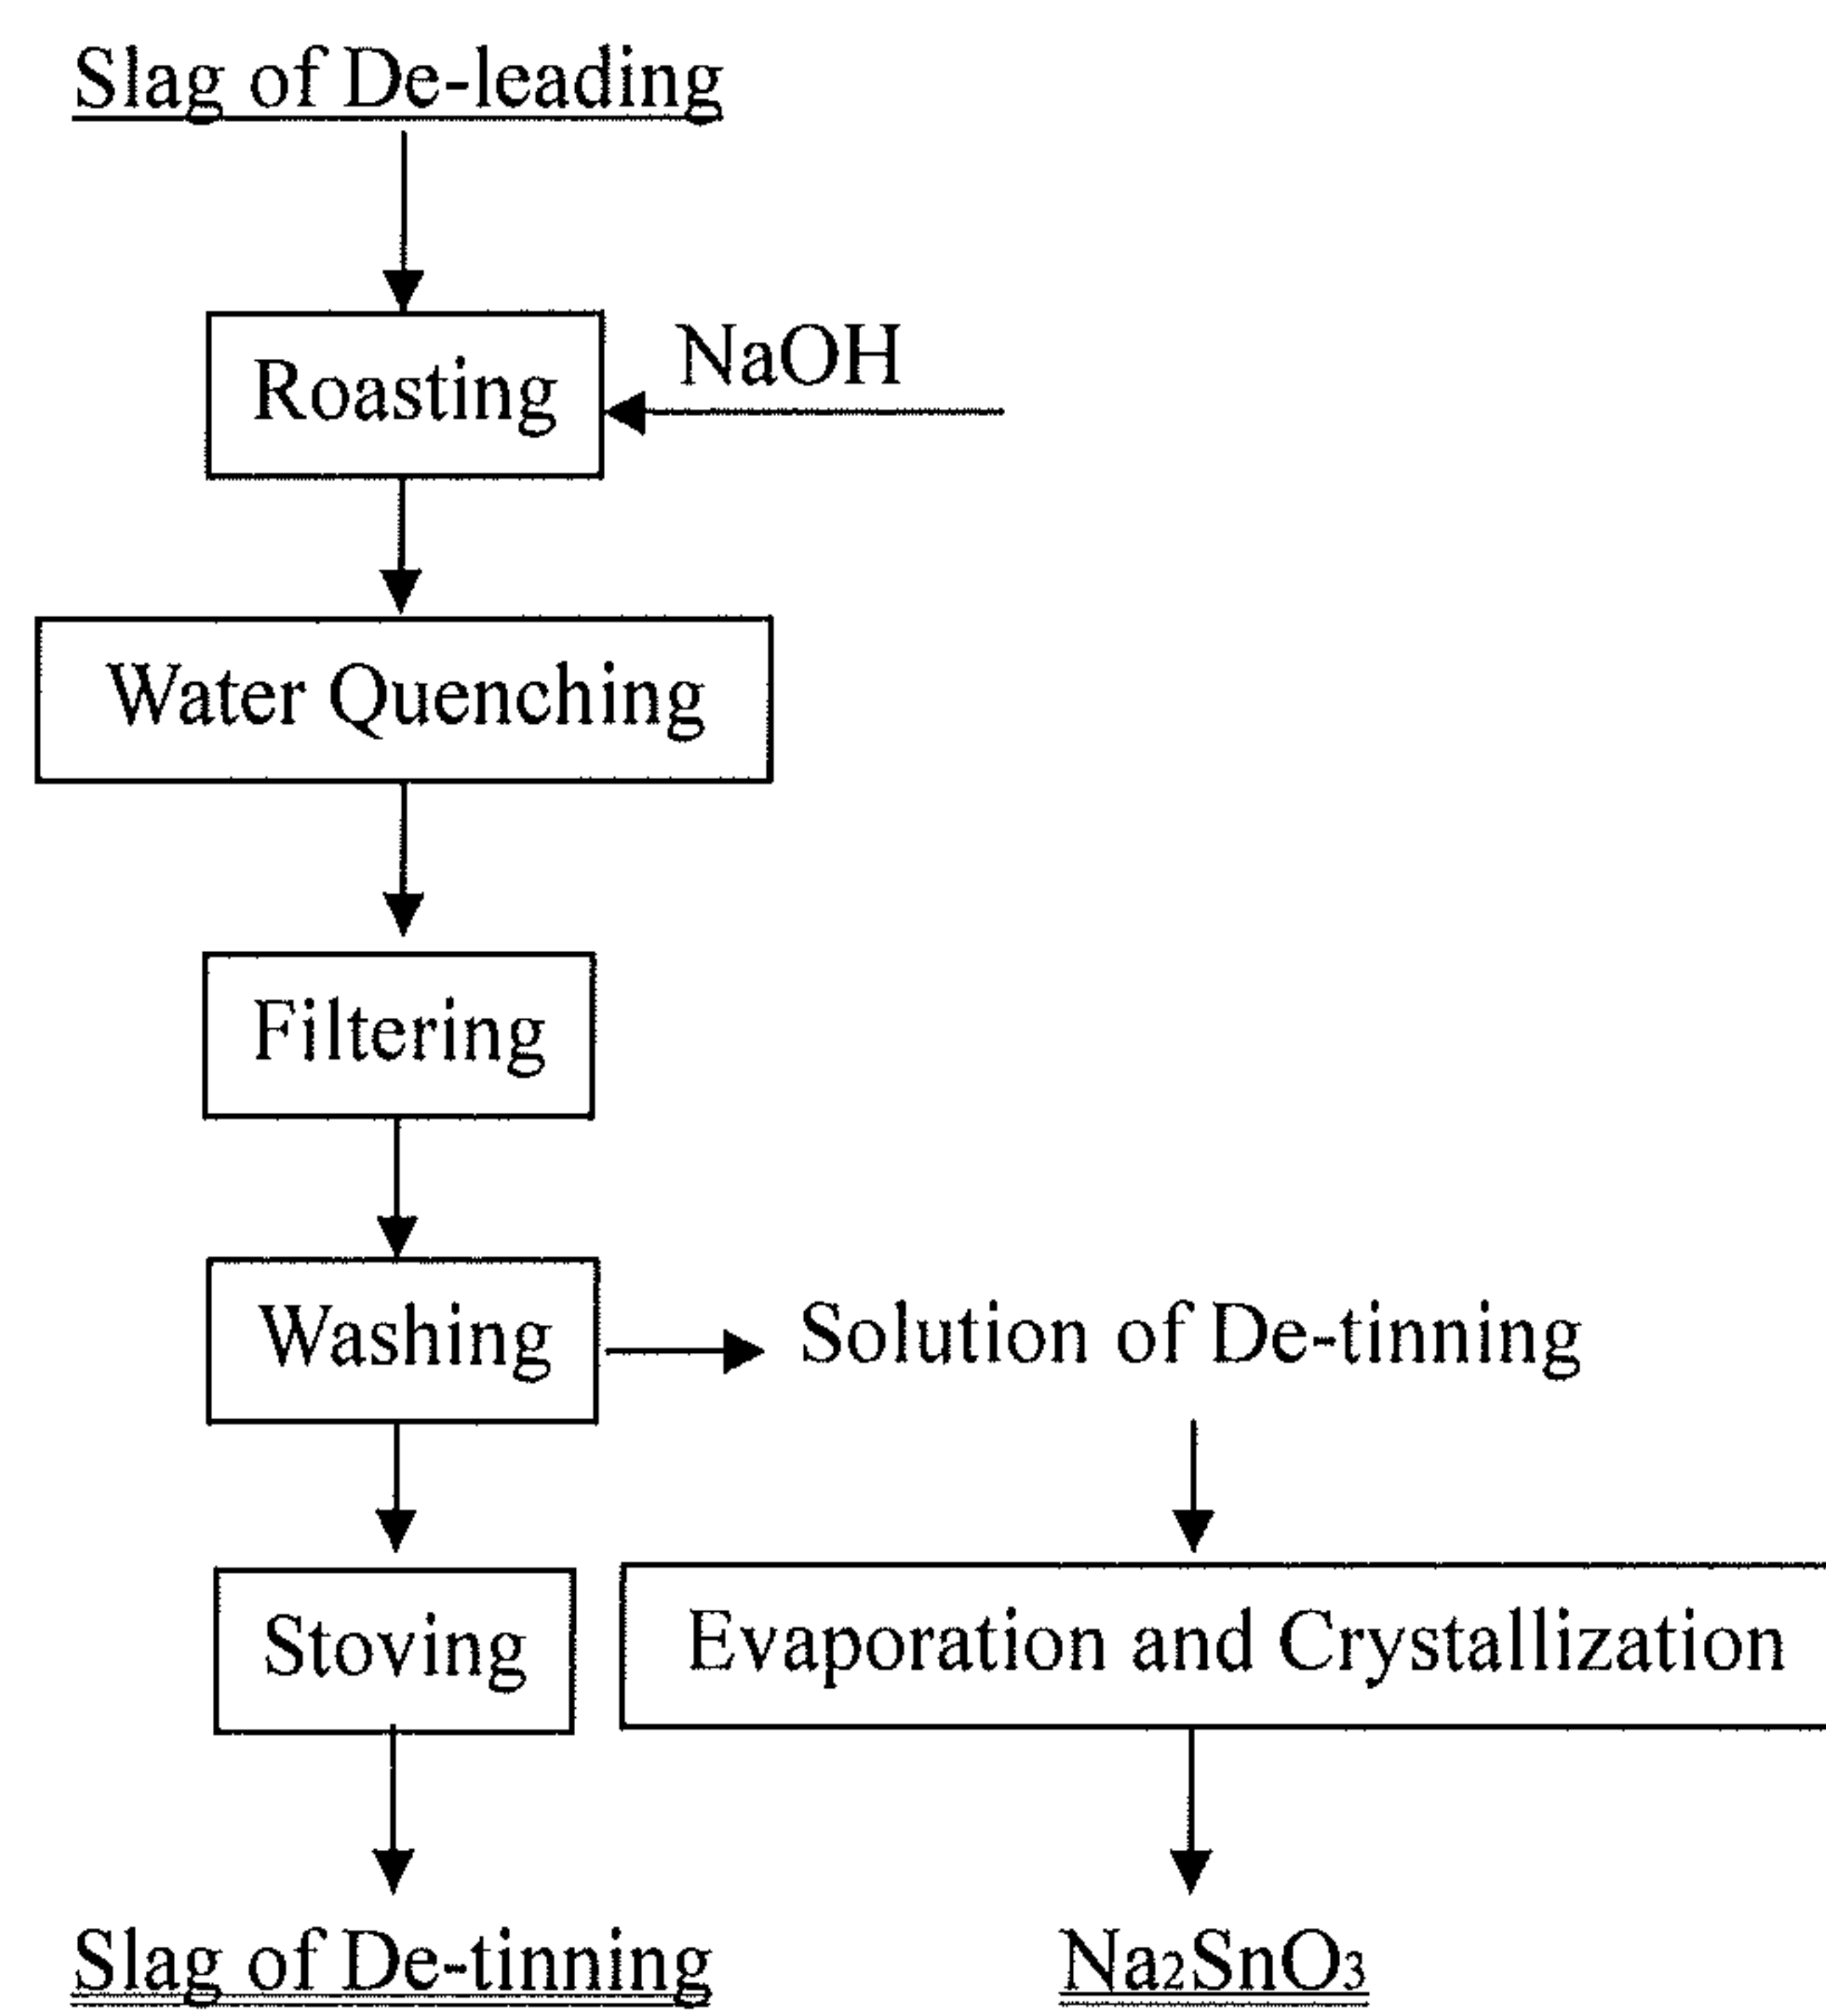 Slag of De-leading
Roasting
NaOH
Water Quenching
Filtering
Washing
Solution of De-tinning
Stoving
Evaporation and Crystallization
Slag of De-tinning
Na₂SnO₃